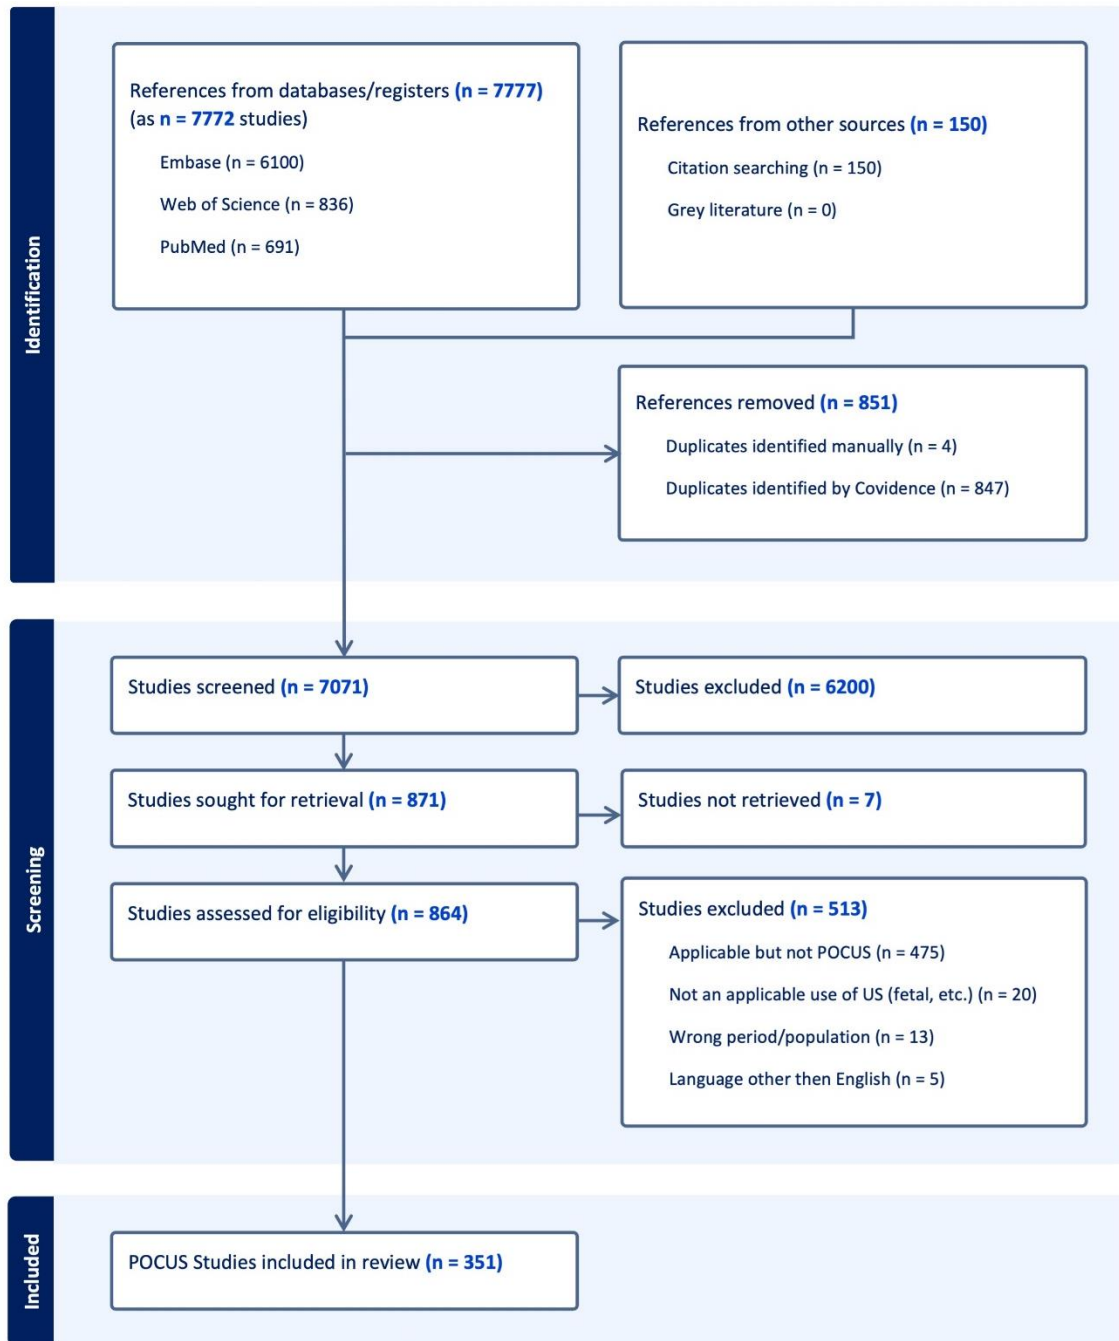 Identification
References from databases/registers (n = 7777)
(as n = 7772 studies)
Embase (n = 6100)
Web of Science (n = 836)
PubMed (n = 691)
References from other sources (n = 150)
Citation searching (n = 150)
Grey literature (n = 0)
References removed (n = 851)
Duplicates identified manually (n = 4)
Duplicates identified by Covidence (n = 847)
Screening
Studies screened (n = 7071)
Studies excluded (n = 6200)
Studies sought for retrieval (n = 871)
Studies not retrieved (n = 7)
Studies assessed for eligibility (n = 864)
Studies excluded (n = 513)
Applicable but not POCUS (n = 475)
Not an applicable use of US (fetal, etc.) (n = 20)
Wrong period/population (n = 13)
Language other then English (n = 5)
Included
POCUS Studies included in review (n = 351)